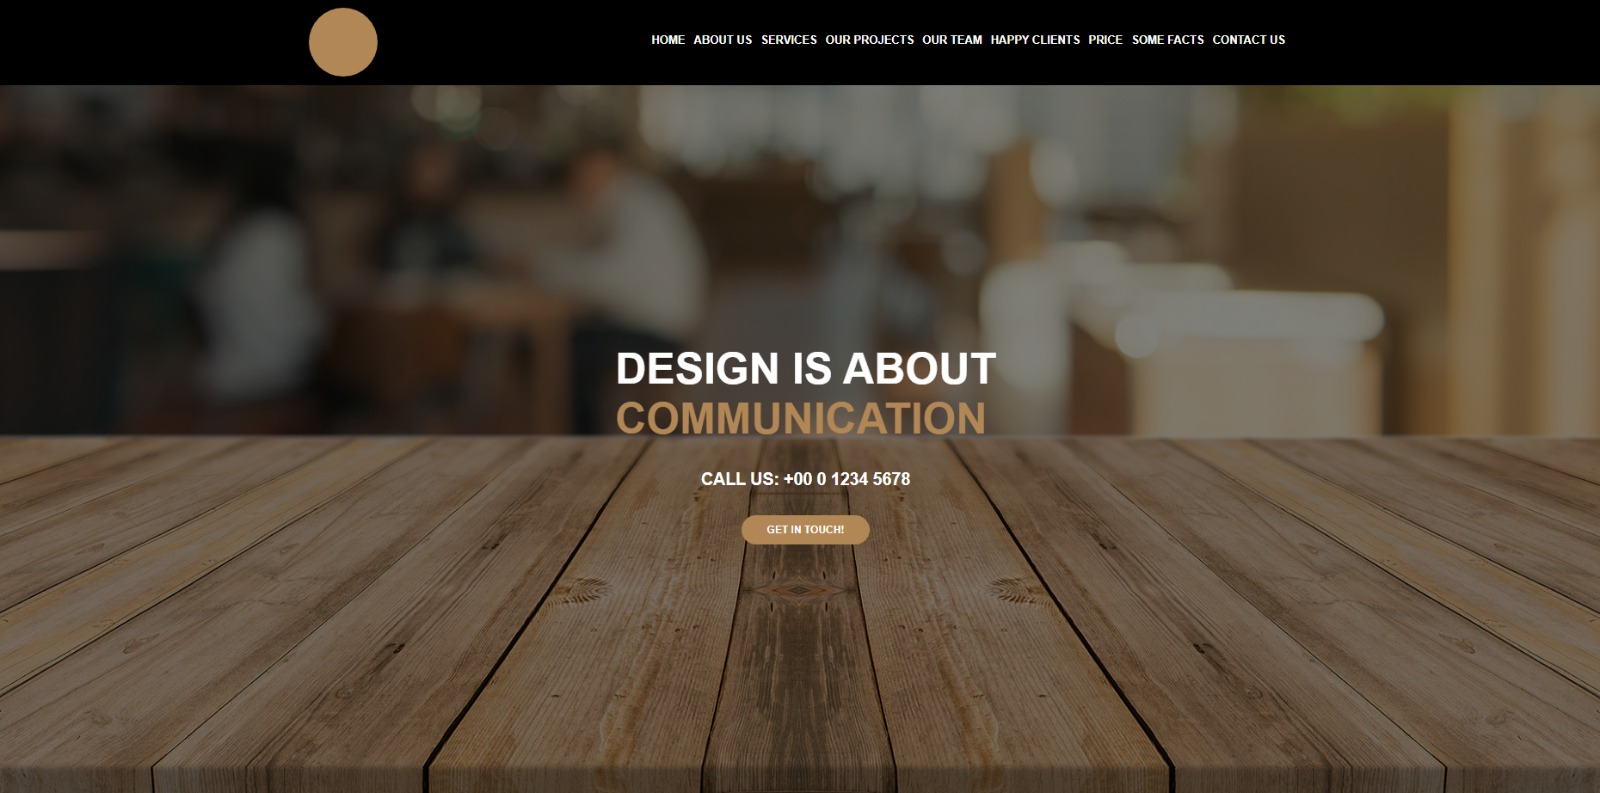 HOME ABOUT US SERVICES OUR PROJECTS OUR TEAM HAPPY CLIENTS PRICE SOME FACTS CONTACT US
DESIGN IS ABOUT
COMMUNICATION
CALL US: +00 0 1234 5678
GET IN TOUCH!